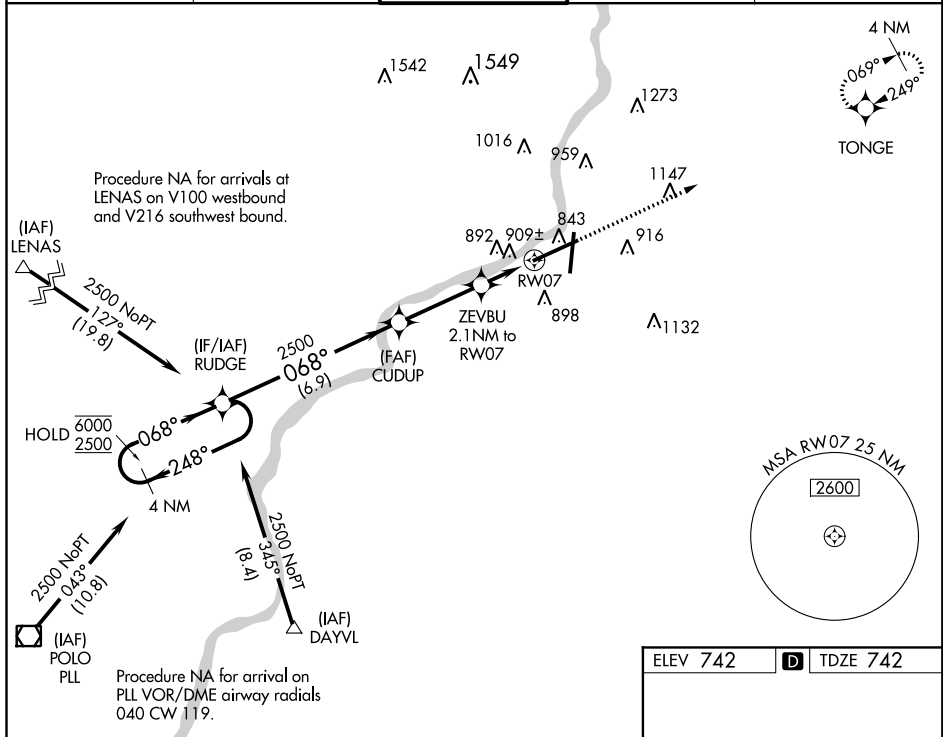 4 NM
069°
249°
TONGE
1542
1549
1273
1016
959
1147
Procedure NA for arrivals at
LENAS on V100 westbound
and V216 southwest bound.
(IAF)
LENAS
2500 NoPT
127°
(19.8)
892
909±
843
916
RW07
898
1132
ZEVBU
2.1NM to
RW07
(IF/IAF)
RUDGE
2500
068°
(6.9)
(FAF)
CUDUP
HOLD
6000
2500
068°
248°
4 NM
MSA RW07 25 NM
2600
2500 NoPT
043°
(10.8)
2500 NoPT
345°
(8.4)
(IAF)
POLO
PLL
(IAF)
DAYVL
Procedure NA for arrival on
PLL VOR/DME airway radials
040 CW 119.
ELEV 742 D TDZE 742